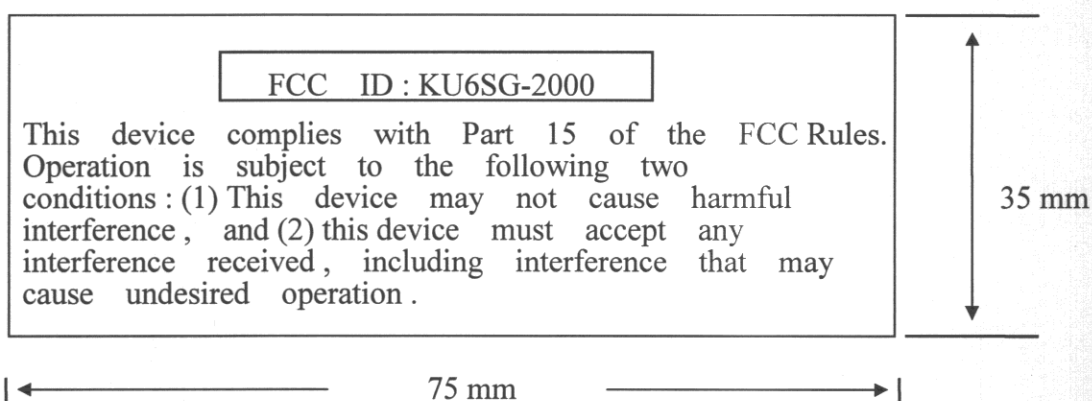 FCC ID : KU6SG-2000
This device complies with Part 15 of the FCC Rules.
Operation is subject to the following two
conditions : (1) This device may not cause harmful
interference , and (2) this device must accept any
interference received , including interference that may
cause undesired operation .
35 mm
75 mm